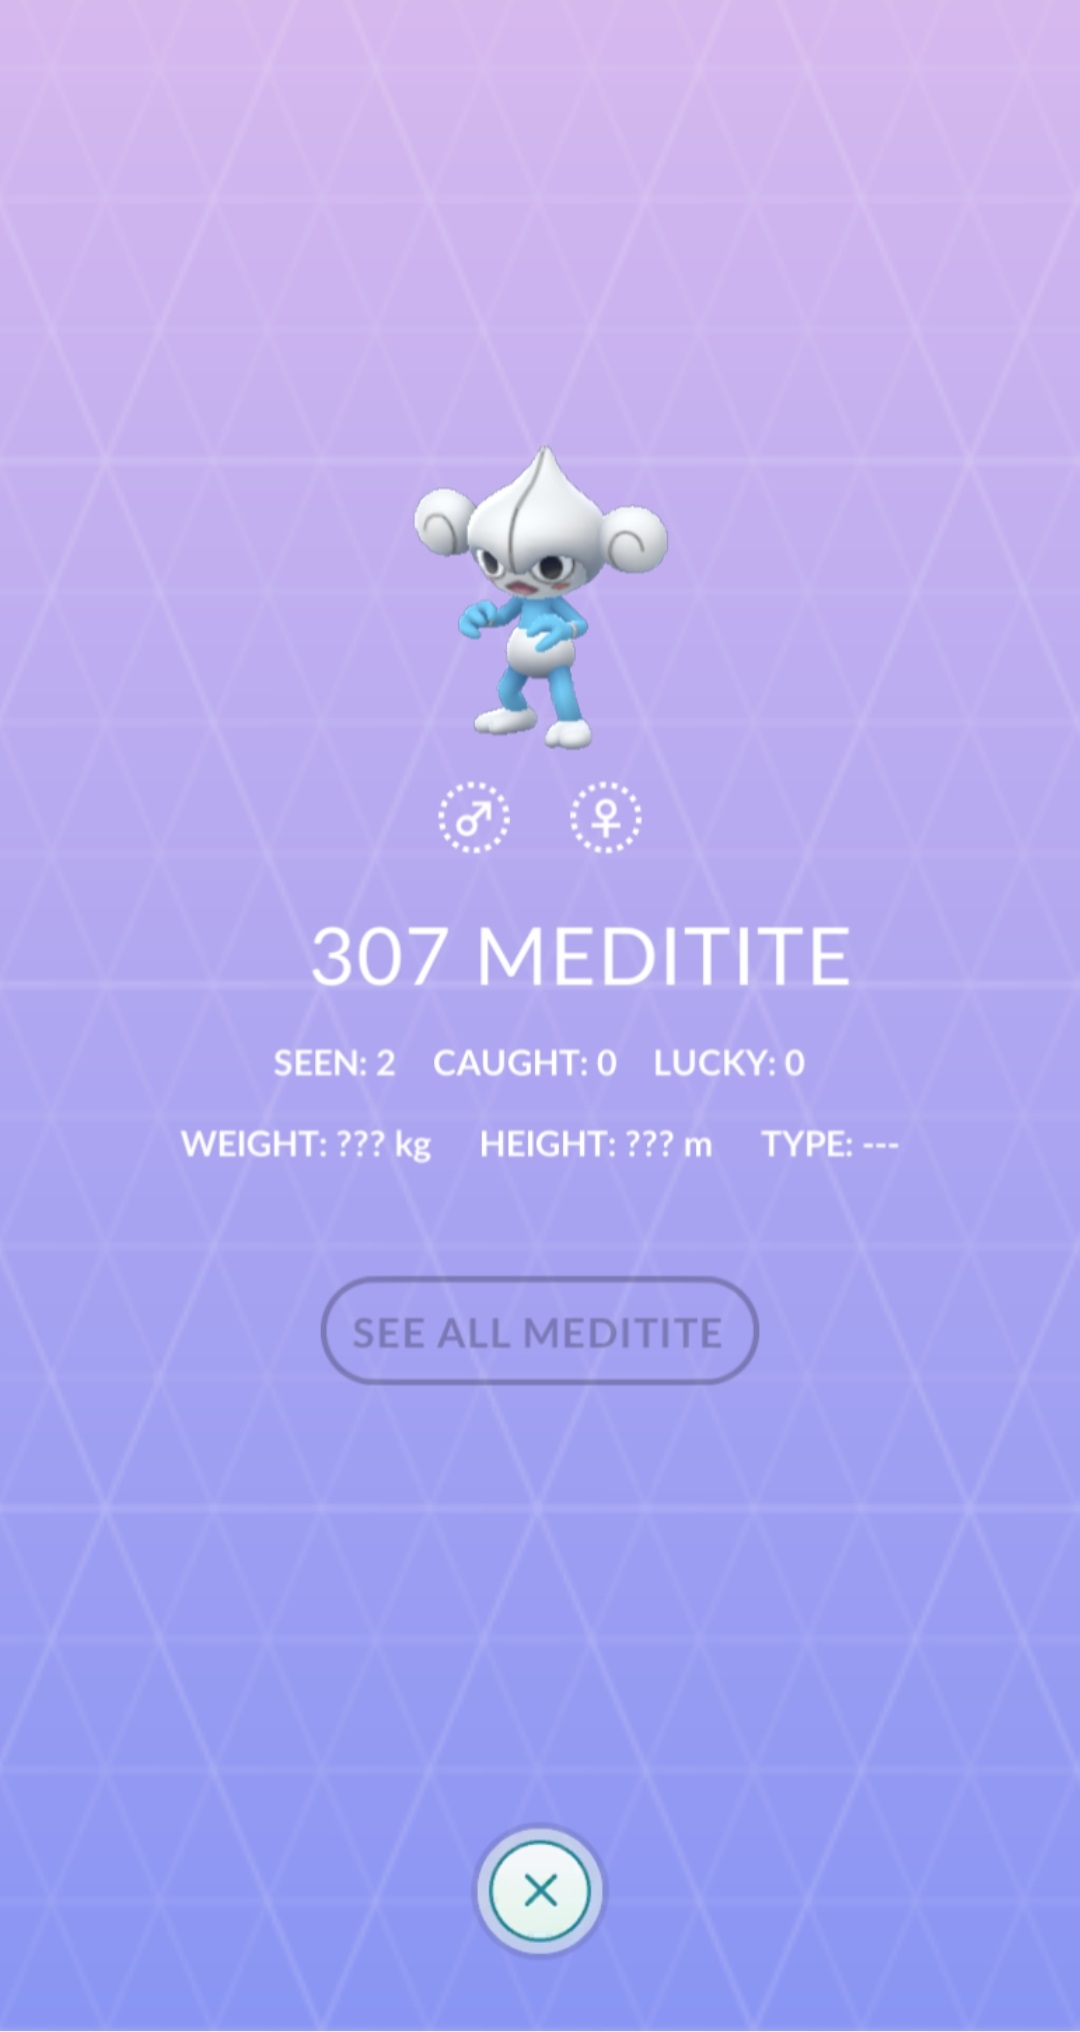 307 MEDITITE
SEEN: 2 CAUGHT: 0 LUCKY: 0
WEIGHT: ??? kg HEIGHT: ??? m TYPE: ---
SEE ALL MEDITITE